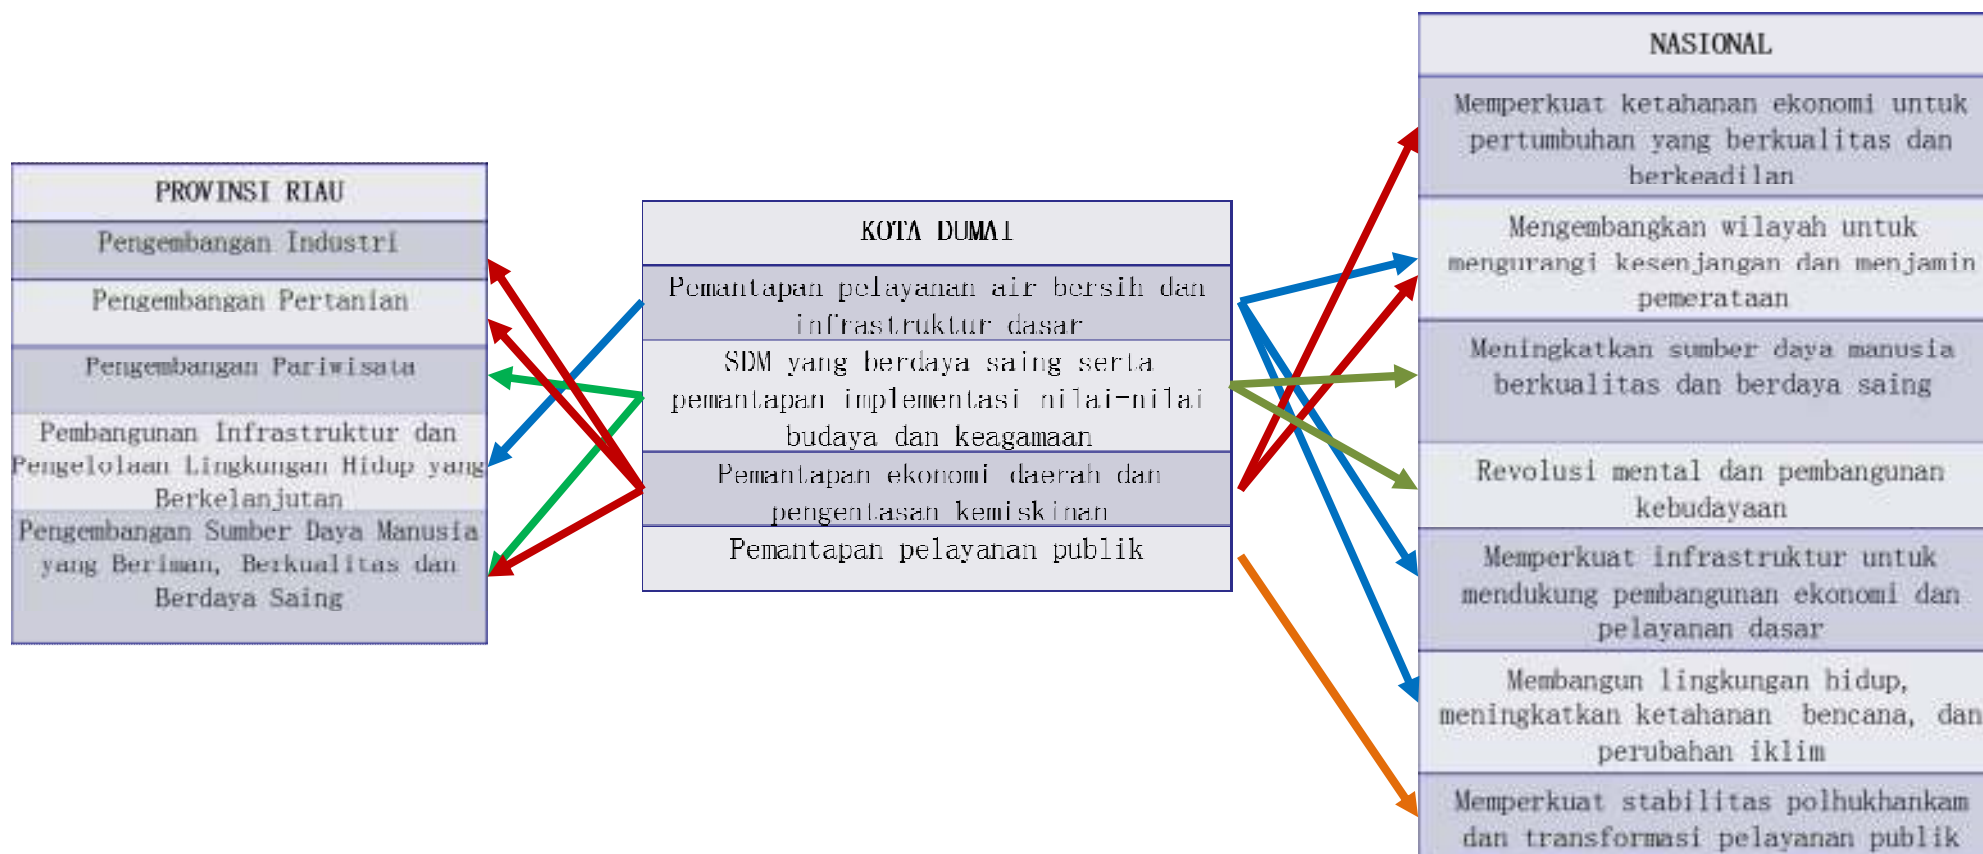 PROVINSI RIAU
Pengembangan Industri
Pengembangan Pertanian
Pengembangan Pariwisata
Pembangunan Infrastruktur dan
Pengelolaan Lingkungan Hidup yang
Berkelanjutan
Pengembangan Sumber Daya Manusia
yang Beriman, Berkualitas dan
Berdaya Saing
KOTA DUMAI
Pemantapan pelayanan air bersih dan
infrastruktur dasar
SDM yang berdaya saing serta
pemantapan implementasi nilai-nilai
budaya dan keagamaan
Pemantapan ekonomi daerah dan
pengentasan kemiskinan
Pemantapan pelayanan publik
NASIONAL
Memperkuat ketahanan ekonomi untuk
pertumbuhan yang berkualitas dan
berkeadilan
Mengembangkan wilayah untuk
mengurangi kesenjangan dan menjamin
pemerataan
Meningkatkan sumber daya manusia
berkualitas dan berdaya saing
Revolusi mental dan pembangunan
kebudayaan
Memperkuat infrastruktur untuk
mendukung pembangunan ekonomi dan
pelayanan dasar
Membangun lingkungan hidup,
meningkatkan ketahanan bencana, dan
perubahan iklim
Memperkuat stabilitas polhukhankam
dan transformasi pelayanan publik